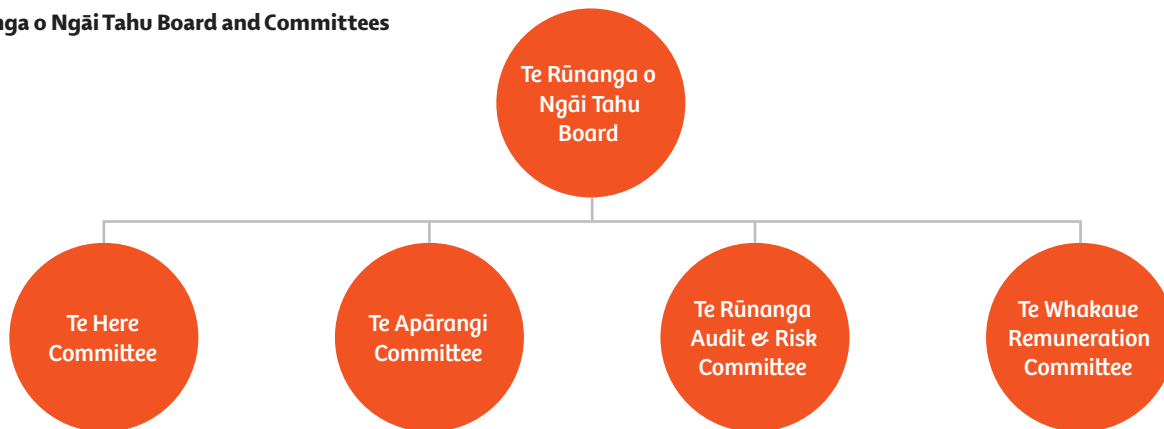 nga o Ngāi Tahu Board and Committees
Te Rūnanga o
Ngāi Tahu
Board
Te Here
Committee
Te Apārangi
Committee
Te Rūnanga
Audit & Risk
Committee
Te Whakaue
Remuneration
Committee